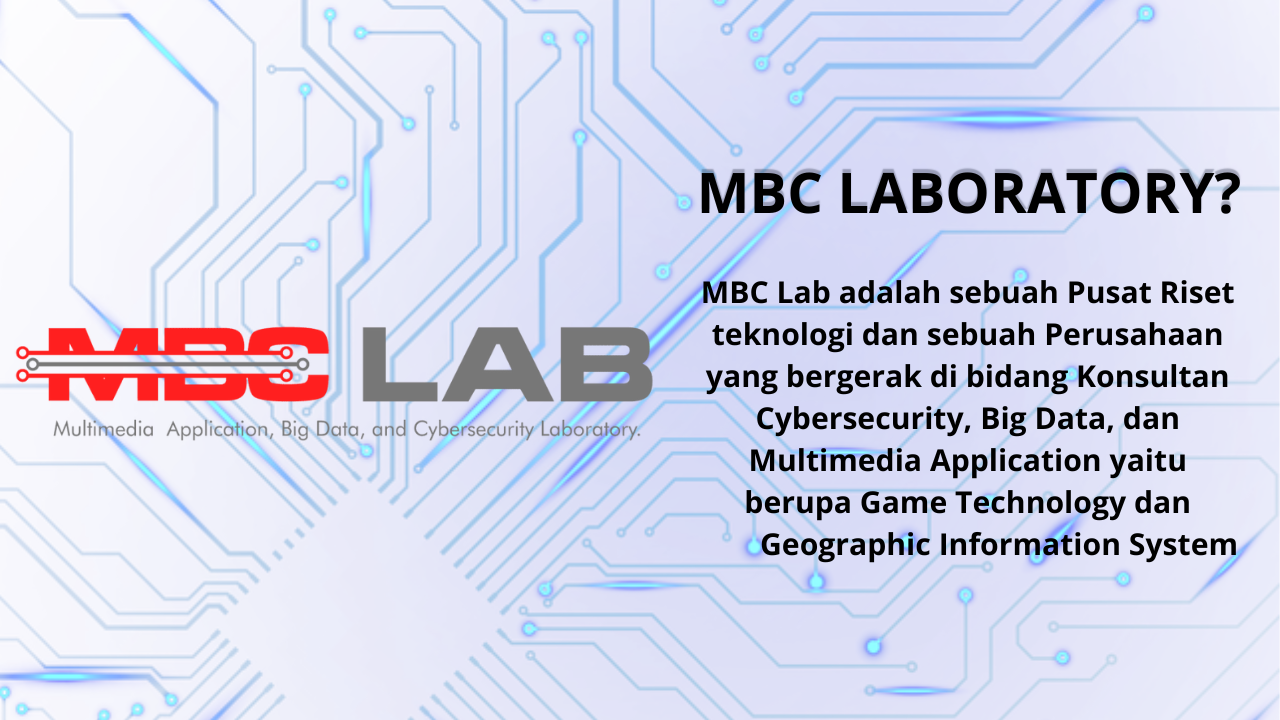 MBC LAB
Multimedia Application, Big Data, and Cybersecurity Laboratory.
MBC LABORATORY?
MBC Lab adalah sebuah Pusat Riset
teknologi dan sebuah Perusahaan
yang bergerak di bidang Konsultan
Cybersecurity, Big Data, dan
Multimedia Application yaitu
berupa Game Technology dan
Geographic Information System